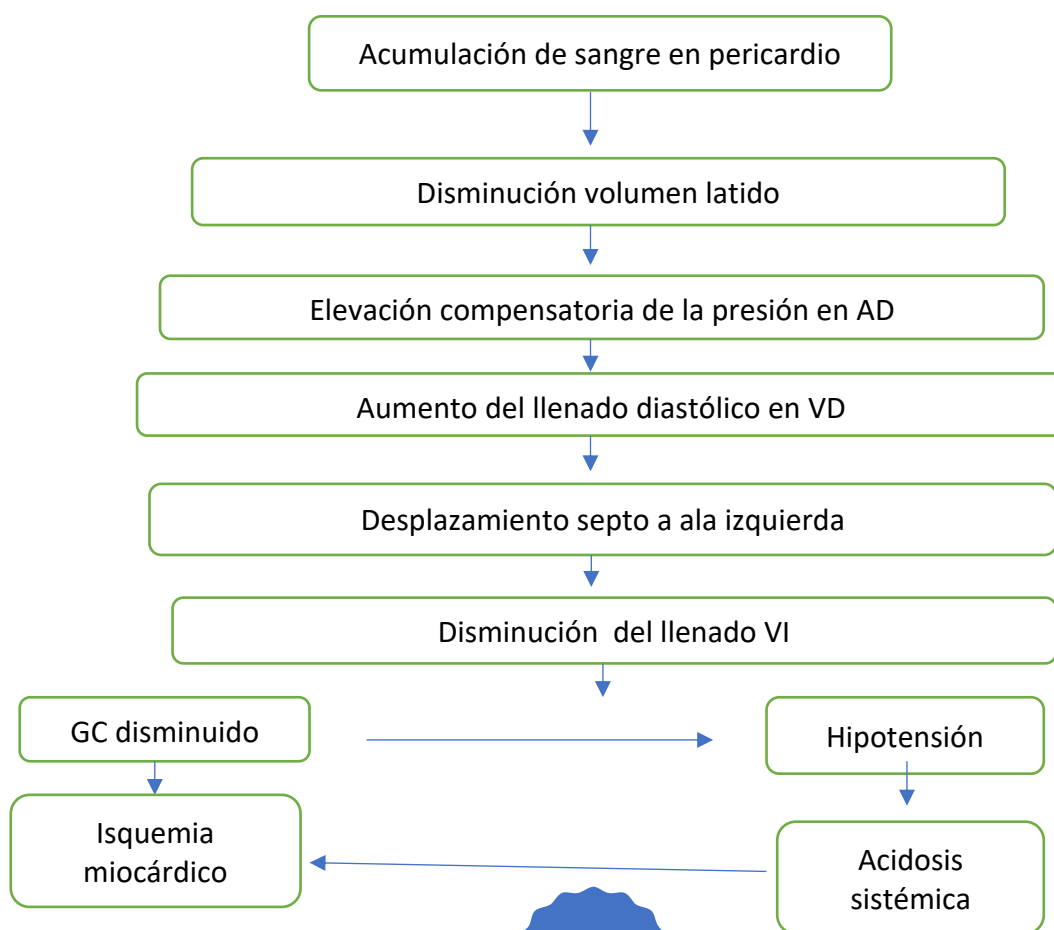 Acumulación de sangre en pericardio
Disminución volumen latido
Elevación compensatoria de la presión en AD
Aumento del llenado diastólico en VD
Desplazamiento septo a ala izquierda
Disminución del llenado VI
GC disminuido
Hipotensión
Isquemia
miocárdico
Acidosis
sistémica